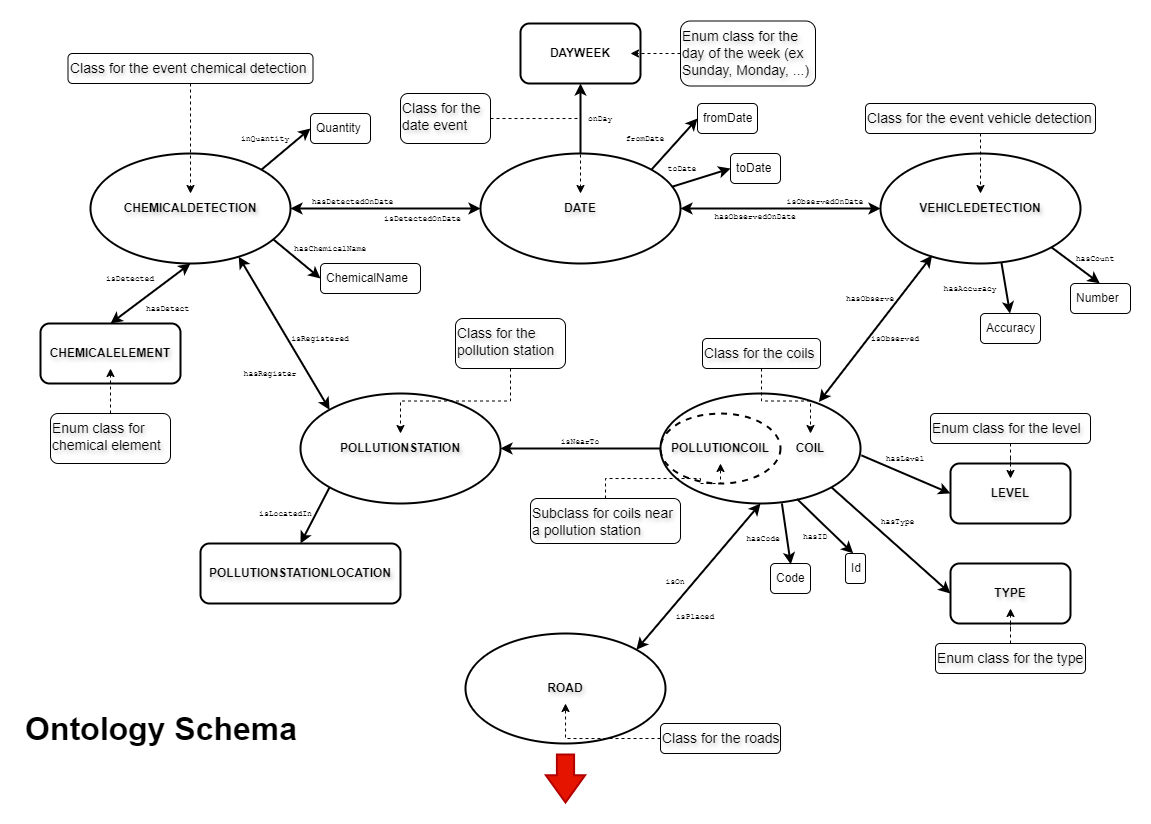 DAYWEEK
Enum class for the
day of the week (ex
Sunday, Monday, ...)
Class for the event chemical detection
Class for the
date event
onDay
fromDate
fromDate
Class for the event vehicle detection
inQuantity
Quantity
toDate
toDate
CHEMICALDETECTION
hasDetectedOnDate
isDetectedOnDate
DATE
isObservedOnDate
hasObservedOnDate
VEHICLEDETECTION
hasChemicalName
ChemicalName
hasCount
Number
hasAccuracy
Accuracy
isDetected
hasDetect
hasObserve
isObserved
CHEMICALELEMENT
isRegistered
hasRegister
Class for the
pollution station
Class for the coils
Enum class for
chemical element
POLLUTIONSTATION
isNearTo
POLLUTIONCOIL
COIL
Enum class for the level
hasLevel
LEVEL
Subclass for coils near
a pollution station
isLocatedIn
hasCode
hasID
hasType
POLLUTIONSTATIONLOCATION
Code
Id
TYPE
isOn
isPlaced
Enum class for the type
ROAD
Ontology Schema
Class for the roads